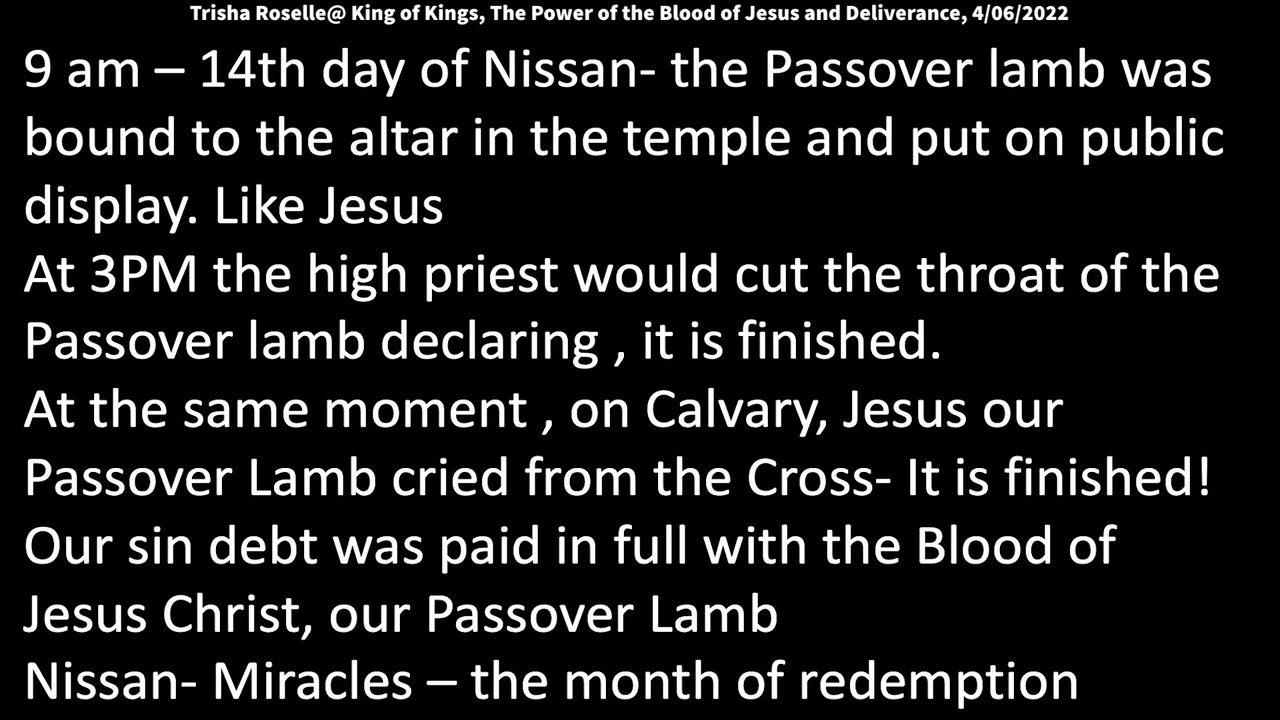 Trisha Roselle@ King of Kings, The Power of the Blood of Jesus and Deliverance, 4/06/2022
9 am – 14th day of Nissan- the Passover lamb was
bound to the altar in the temple and put on public
display. Like Jesus
At 3PM the high priest would cut the throat of the
Passover lamb declaring , it is finished.
At the same moment , on Calvary, Jesus our
Passover Lamb cried from the Cross- It is finished!
Our sin debt was paid in full with the Blood of
Jesus Christ, our Passover Lamb
Nissan- Miracles – the month of redemption